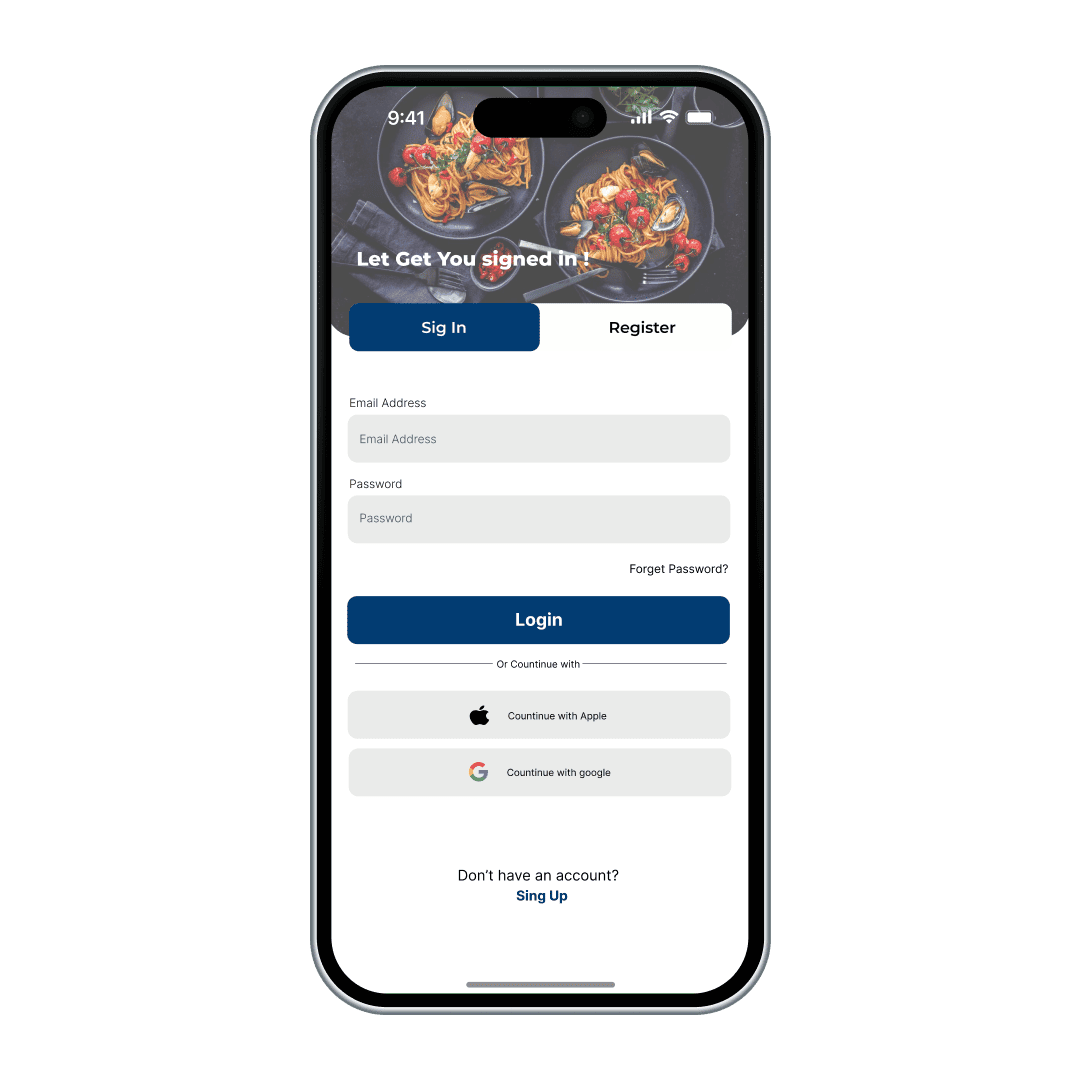 9:41
Let Get You signed in !
Sig In
Register
Email Address
Email Address
Password
Password
Forget Password?
Login
Or Countinue with
Countinue with Apple
Countinue with google
Don’t have an account?
Sing Up